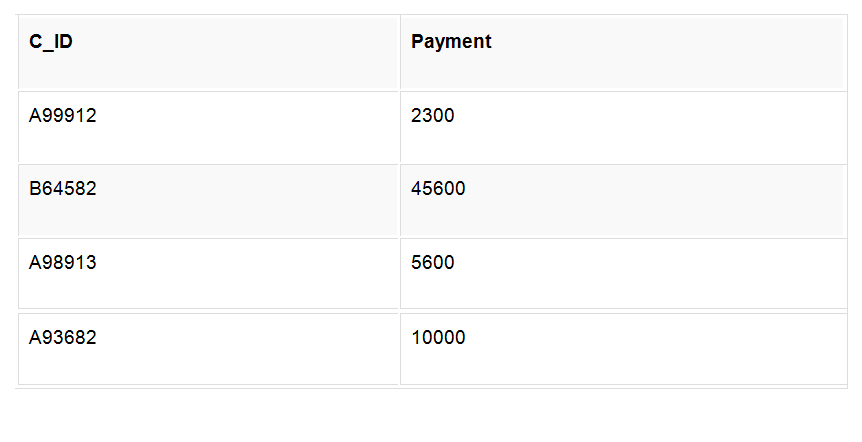 C_ID Payment
A99912 2300
B64582 45600
A98913 5600
A93682 10000